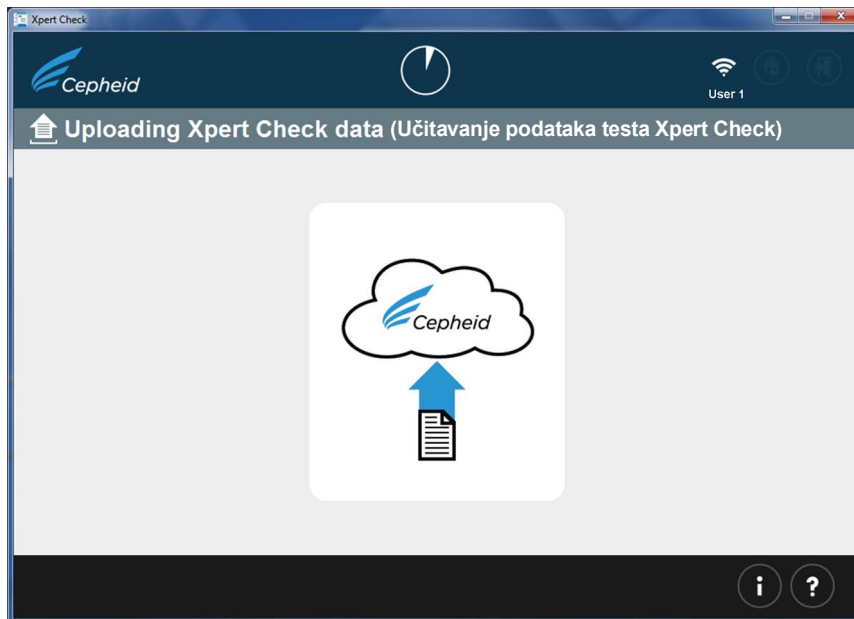 Xpert Check
Cepheid
User 1
Uploading Xpert Check data (Učitavanje podataka testa Xpert Check)
Cepheid
i ?